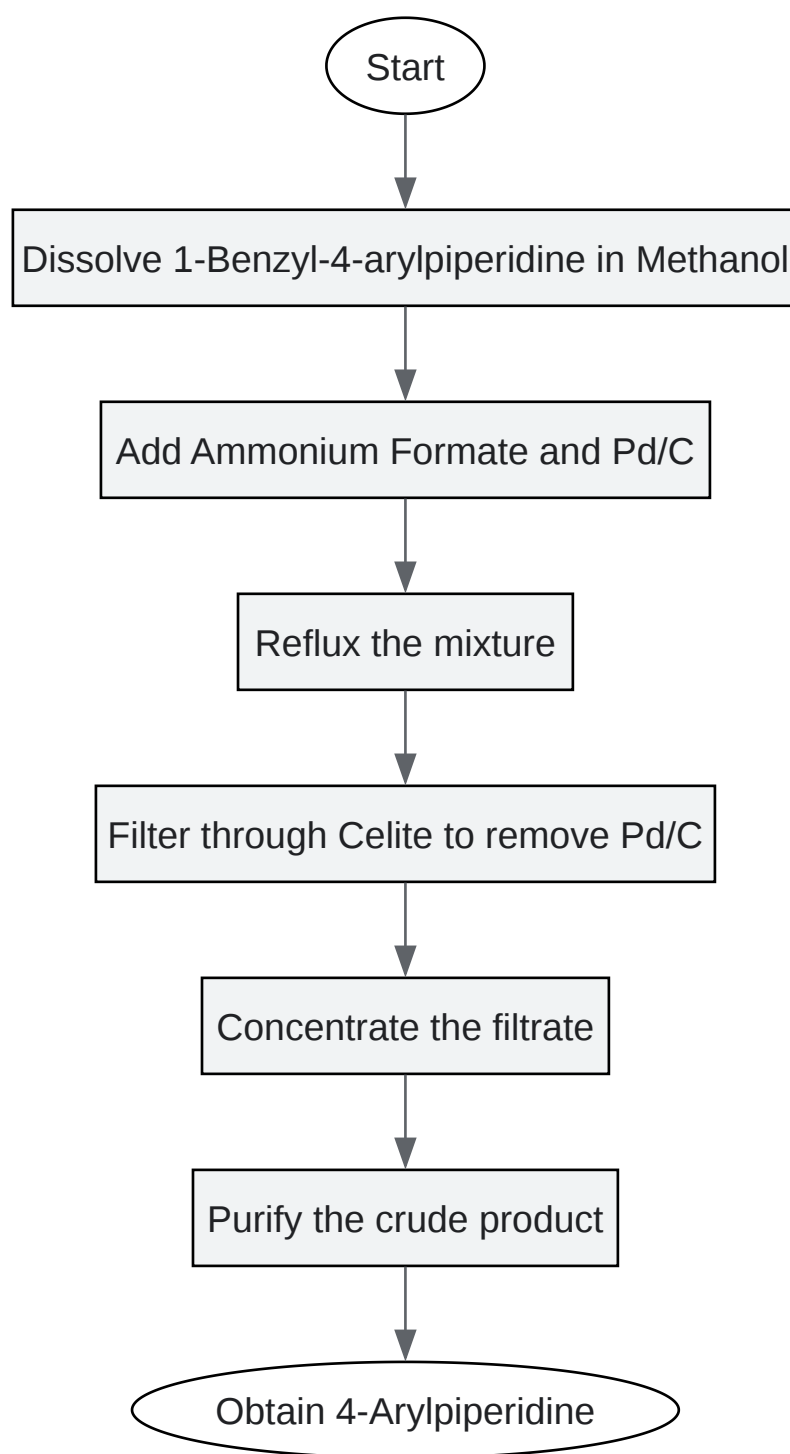 Start
Dissolve 1-Benzyl-4-arylpiperidine in Methanol
Add Ammonium Formate and Pd/C
Reflux the mixture
Filter through Celite to remove Pd/C
Concentrate the filtrate
Purify the crude product
Obtain 4-Arylpiperidine